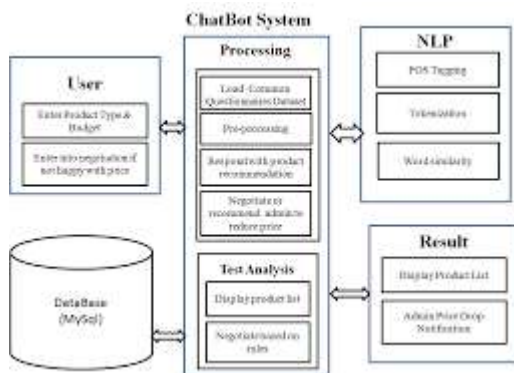 ChatBot System
User
Enter Product Type &
Budget
Enter into negotiation if
not happy with price
Processing
Load -Common
Questionnaires Dataset
Pre-processing
Respond with product
recommendation
Negotiate or
recommend admin to
reduce price
NLP
POS Tagging
Tokenization
Word similarity
DataBase
(MySql)
Test Analysis
Display product list
Negotiate based on
rules
Result
Display Product List
Admin Price Drop
Notification